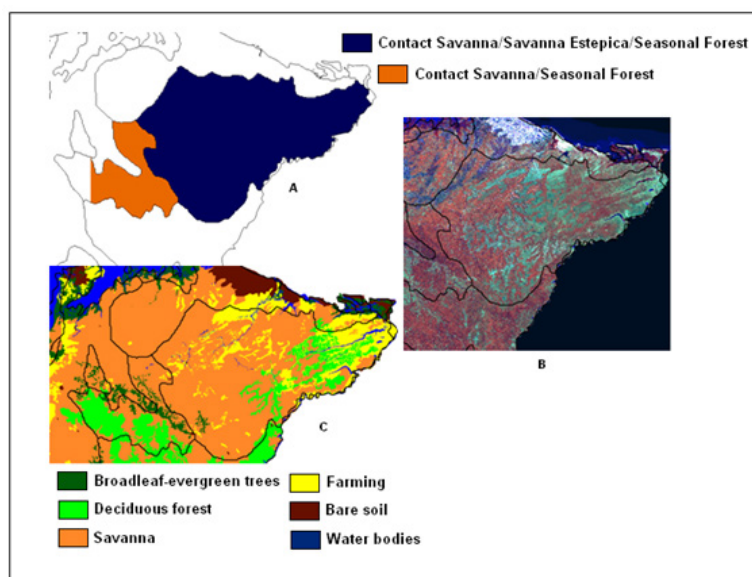 Contact Savanna/Savanna Estepica/Seasonal Forest
Contact Savanna/Seasonal Forest
A
B
C
Broadleaf-evergreen trees
Farming
Deciduous forest
Bare soil
Savanna
Water bodies